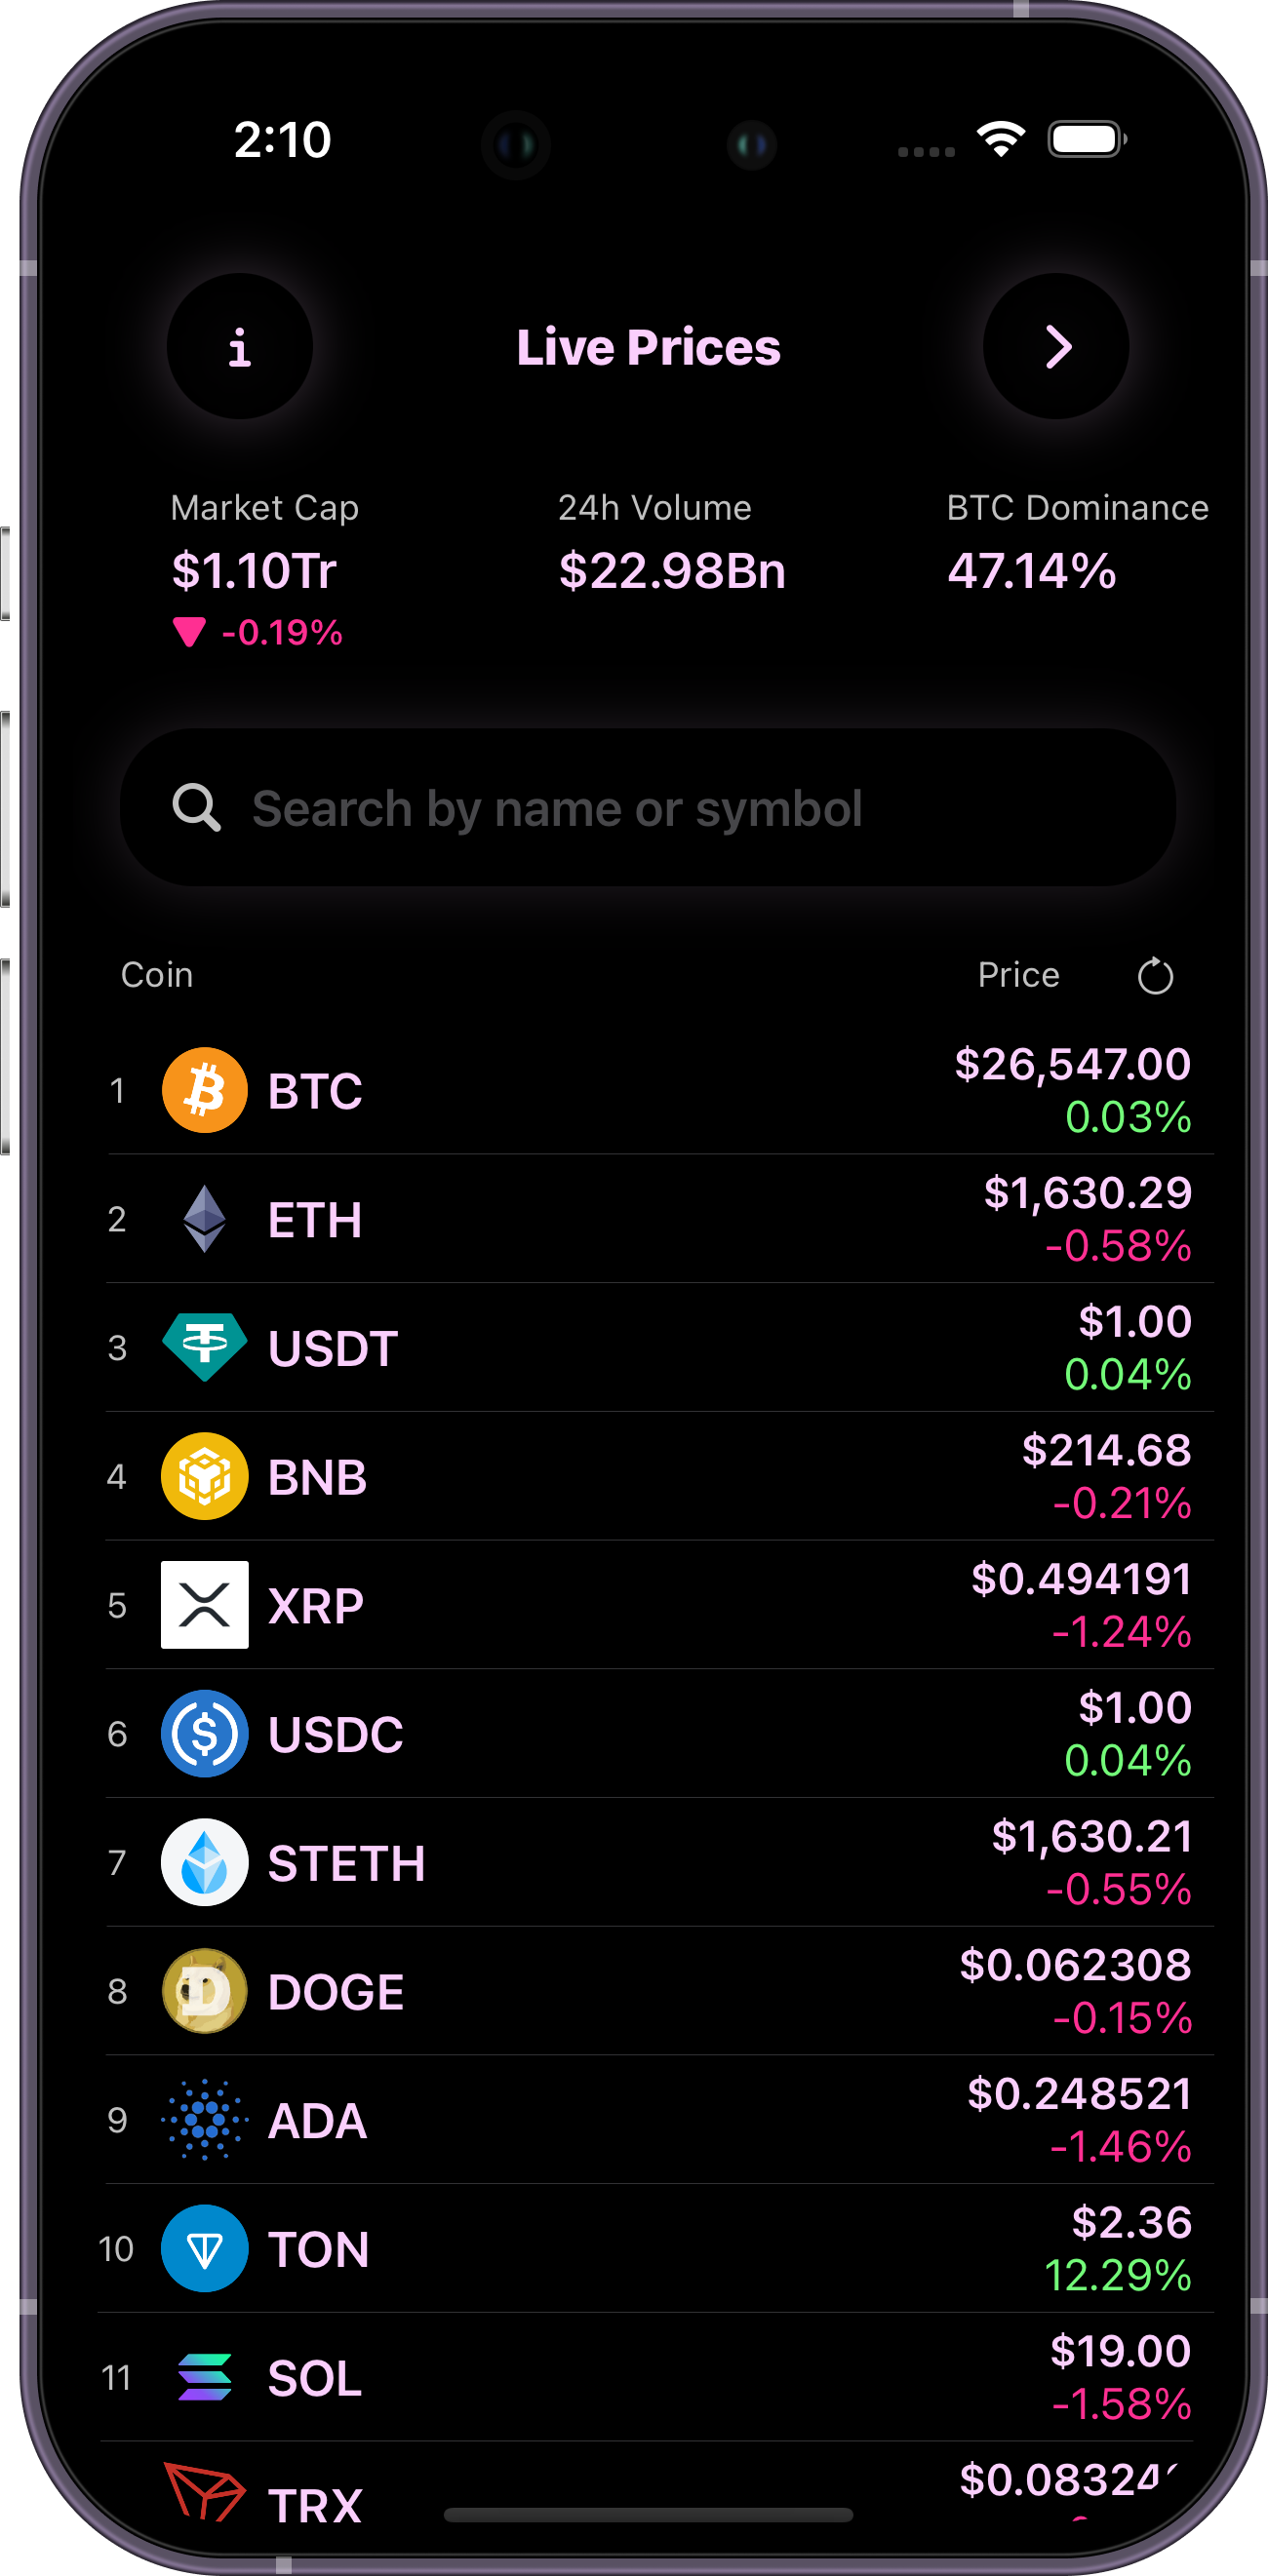 2:10
Live Prices
Market Cap 24h Volume BTC Dominance
$1.10Tr $22.98Bn 47.14%
-0.19%
Search by name or symbol
Coin Price
$26,547.00
1 BTC
0.03%
$1,630.29
2 ETH
-0.58%
$1.00
3 USDT
0.04%
$214.68
4 BNB
-0.21%
$0.494191
5 XRP
-1.24%
$1.00
6 USDC
0.04%
$1,630.21
7 STETH
-0.55%
$0.062308
8 DOGE
-0.15%
$0.248521
9 ADA
-1.46%
$2.36
10 TON
12.29%
$19.00
11 SOL
-1.58%
TRX